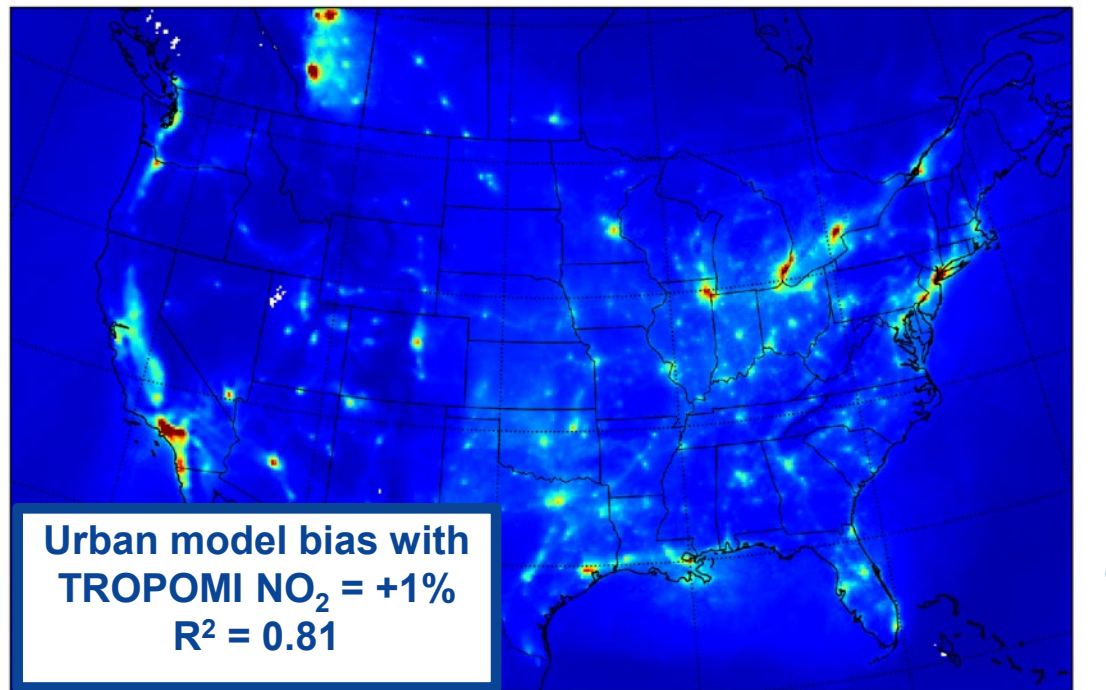 Urban model bias with
TROPOMI NO₂ = +1%
R² = 0.81